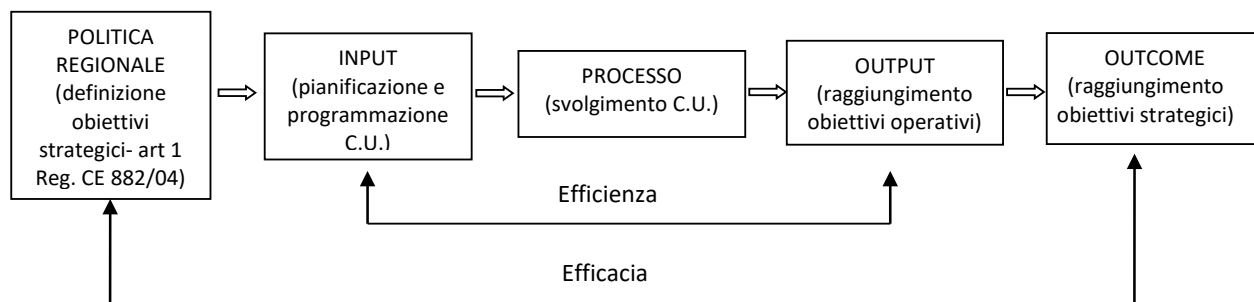 POLITICA
REGIONALE
(definizione
obiettivi
strategici- art 1
Reg. CE 882/04)
INPUT
(pianificazione e
programmazione
C.U.)
PROCESSO
(svolgimento C.U.)
OUTPUT
(raggiungimento
obiettivi operativi)
OUTCOME
(raggiungimento
obiettivi strategici)
Efficienza
Efficacia